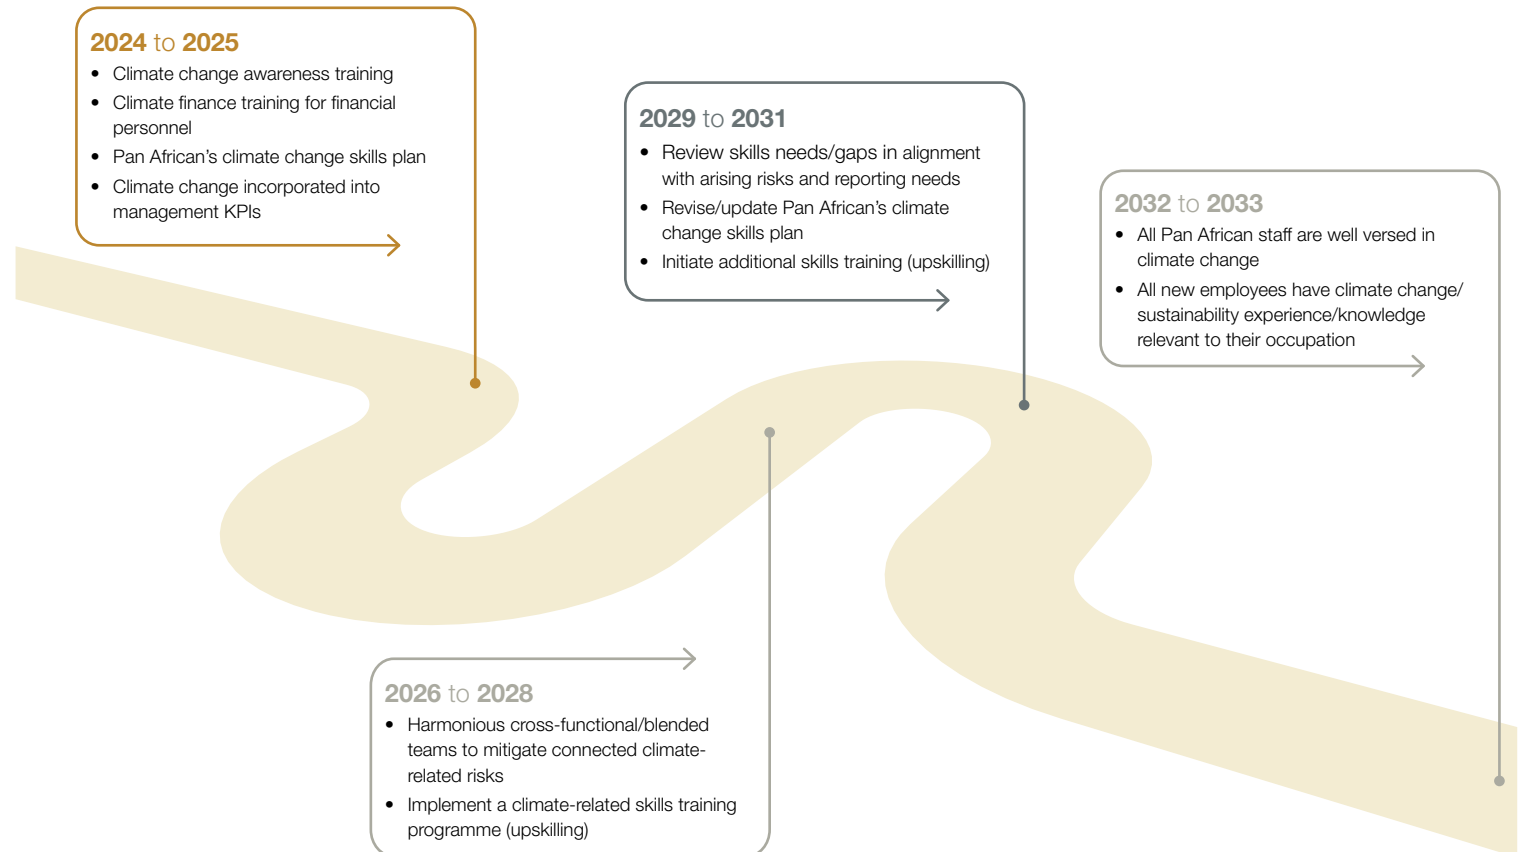 2024 to 2025
• Climate change awareness training
• Climate finance training for financial
personnel
• Pan African's climate change skills plan
• Climate change incorporated into
management KPIs
2029 to 2031
• Review skills needs/gaps in alignment
with arising risks and reporting needs
• Revise/update Pan African's climate
change skills plan
• Initiate additional skills training (upskilling)
2032 to 2033
• All Pan African staff are well versed in
climate change
• All new employees have climate change/
sustainability experience/knowledge
relevant to their occupation
2026 to 2028
• Harmonious cross-functional/blended
teams to mitigate connected climate-
related risks
• Implement a climate-related skills training
programme (upskilling)